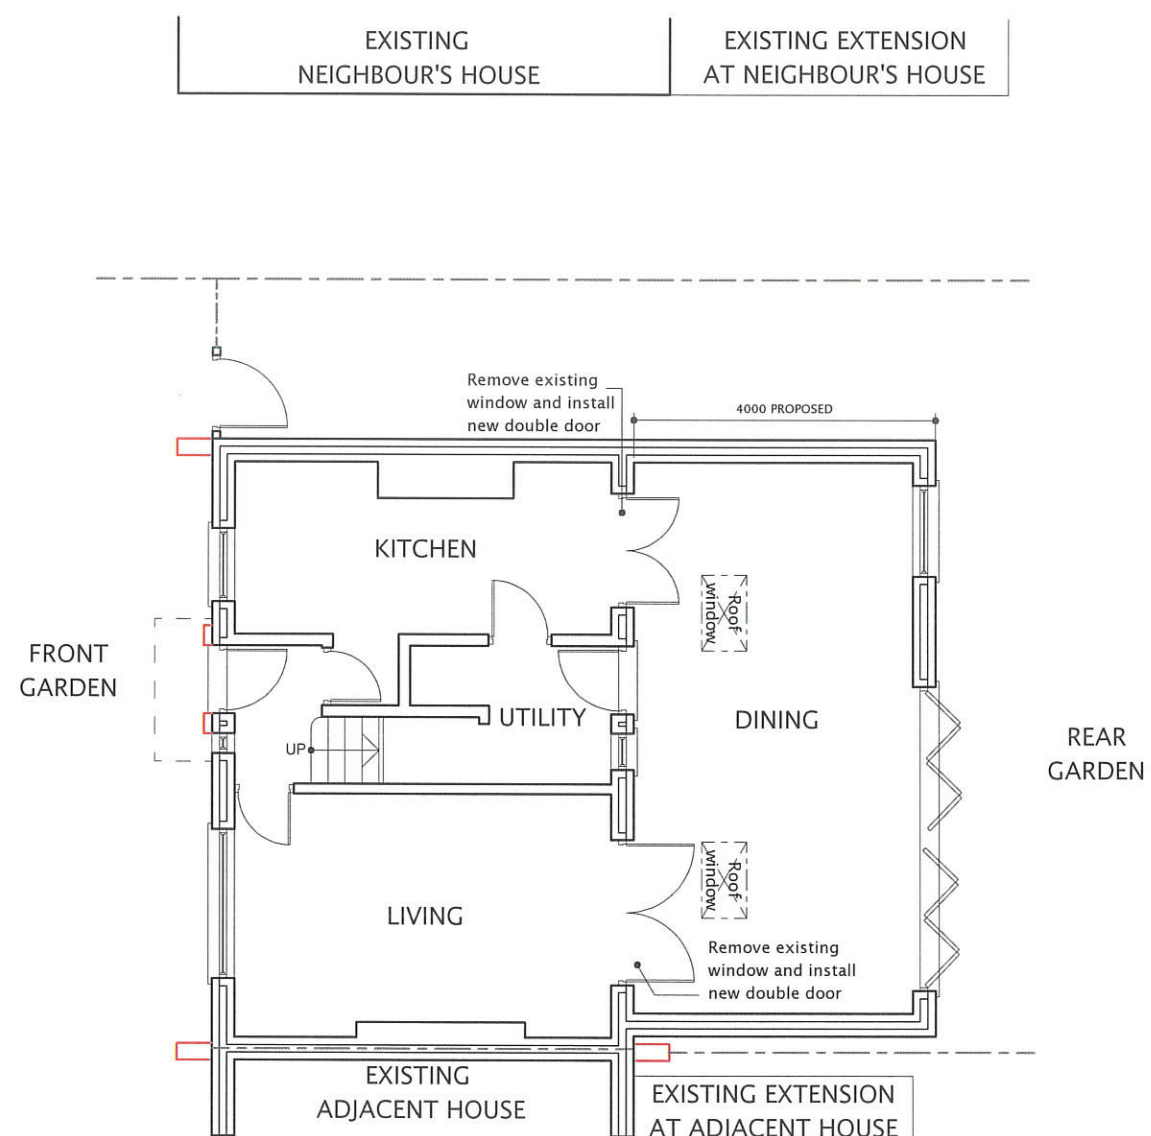 EXISTING
NEIGHBOUR'S HOUSE
EXISTING EXTENSION
AT NEIGHBOUR'S HOUSE
Remove existing
window and install
new double door
4000 PROPOSED
KITCHEN
Roof
window
FRONT
GARDEN
UTILITY
DINING
UP
REAR
GARDEN
Roof
window
LIVING
Remove existing
window and install
new double door
EXISTING
ADJACENT HOUSE
EXISTING EXTENSION
AT ADJACENT HOUSE